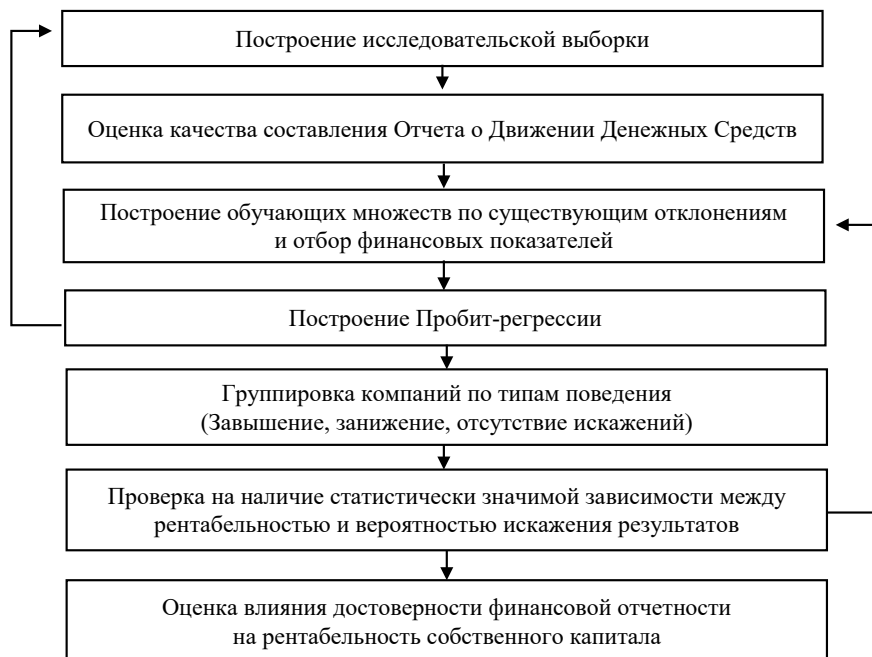 Построение исследовательской выборки
Оценка качества составления Отчета о Движении Денежных Средств
Построение обучающих множеств по существующим отклонениям
и отбор финансовых показателей
Построение Пробит-регрессии
Группировка компаний по типам поведения
(Завышение, занижение, отсутствие искажений)
Проверка на наличие статистически значимой зависимости между
рентабельностью и вероятностью искажения результатов
Оценка влияния достоверности финансовой отчетности
на рентабельность собственного капитала